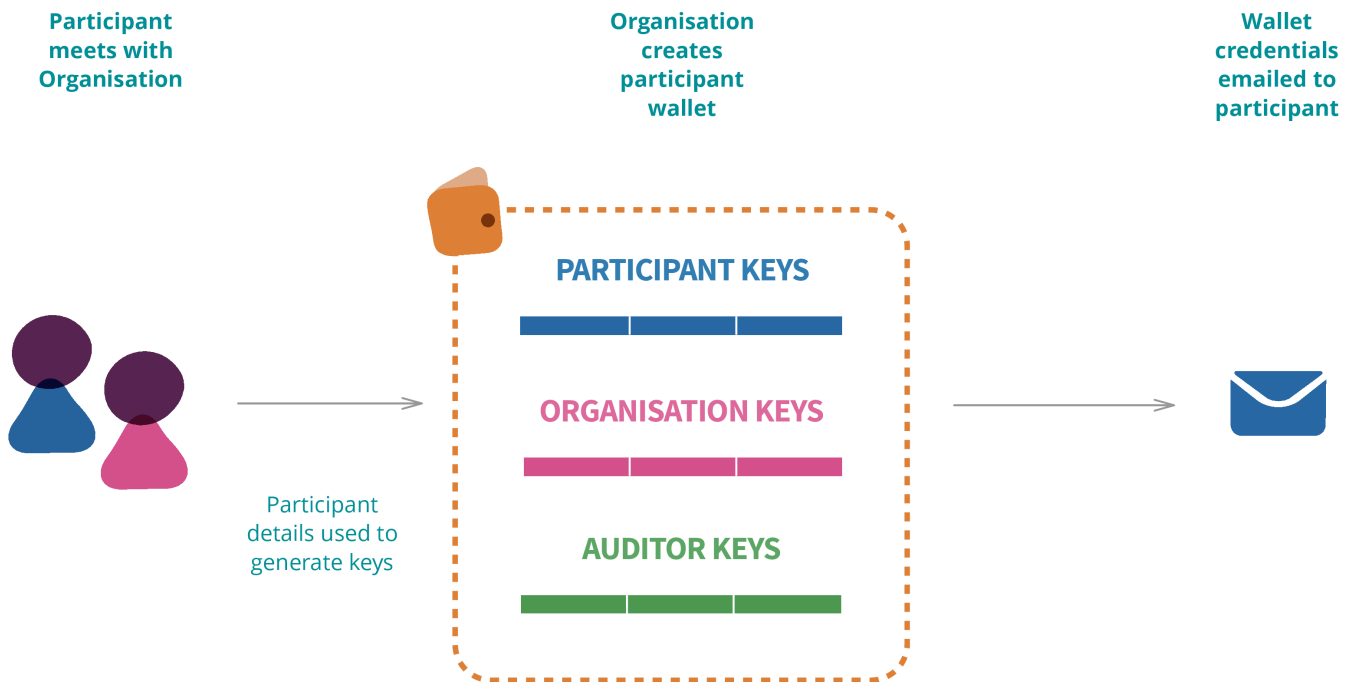 Participant
meets with
Organisation
Organisation
creates
participant
wallet
Wallet
credentials
emailed to
participant
PARTICIPANT KEYS
ORGANISATION KEYS
Participant
details used to
generate keys
AUDITOR KEYS